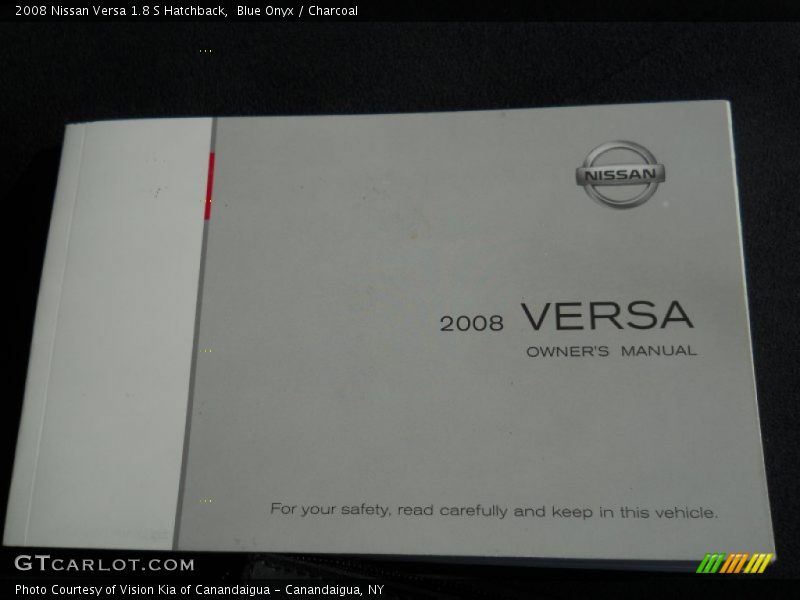 2008 Nissan Versa 1.8 S Hatchback,  Blue Onyx / Charcoal
NISSAN
2008 VERSA
OWNER'S MANUAL
For your safety, read carefully and keep in this vehicle.
GTCARLOT.COM
Photo Courtesy of Vision Kia of Canandaigua - Canandaigua, NY